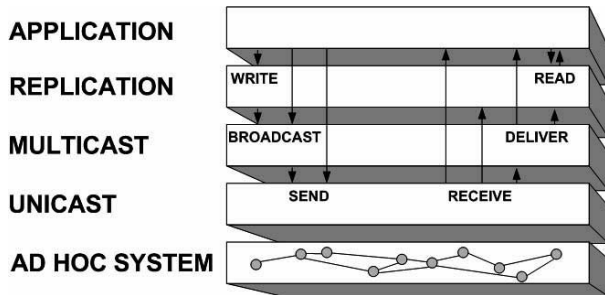 APPLICATION
REPLICATION
WRITE READ
MULTICAST
BROADCAST DELIVER
UNICAST
SEND RECEIVE
AD HOC SYSTEM